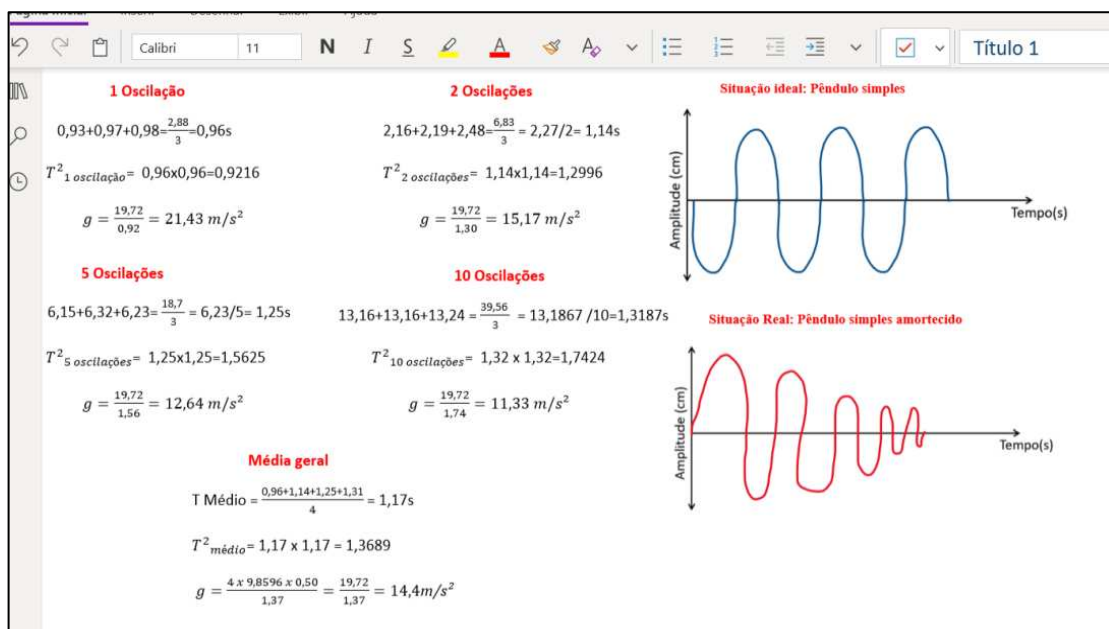 Calibri 11 N I S A A Título 1
1 Oscilação
0,93+0,97+0,98=2,88/3=0,96s
T²1 oscilação= 0,96x0,96=0,9216
g = 19,72/0,92 = 21,43 m/s²
2 Oscilações
2,16+2,19+2,48=6,83/3 = 2,27/2= 1,14s
T²2 oscilações= 1,14x1,14=1,2996
g = 19,72/1,30 = 15,17 m/s²
Situação ideal: Pêndulo simples
Amplitude (cm)
Tempo(s)
5 Oscilações
6,15+6,32+6,23=18,7/3 = 6,23/5= 1,25s
T²5 oscilações= 1,25x1,25=1,5625
g = 19,72/1,56 = 12,64 m/s²
10 Oscilações
13,16+13,16+13,24 =39,56/3 = 13,1867 /10=1,3187s
T²10 oscilações= 1,32 x 1,32=1,7424
g = 19,72/1,74 = 11,33 m/s²
Situação Real: Pêndulo simples amortecido
Amplitude (cm)
Tempo(s)
Média geral
T Médio = 0,96+1,14+1,25+1,31/4 = 1,17s
T²médio= 1,17 x 1,17 = 1,3689
g = 4 x 9,8596 x 0,50/1,37 = 19,72/1,37 = 14,4m/s²